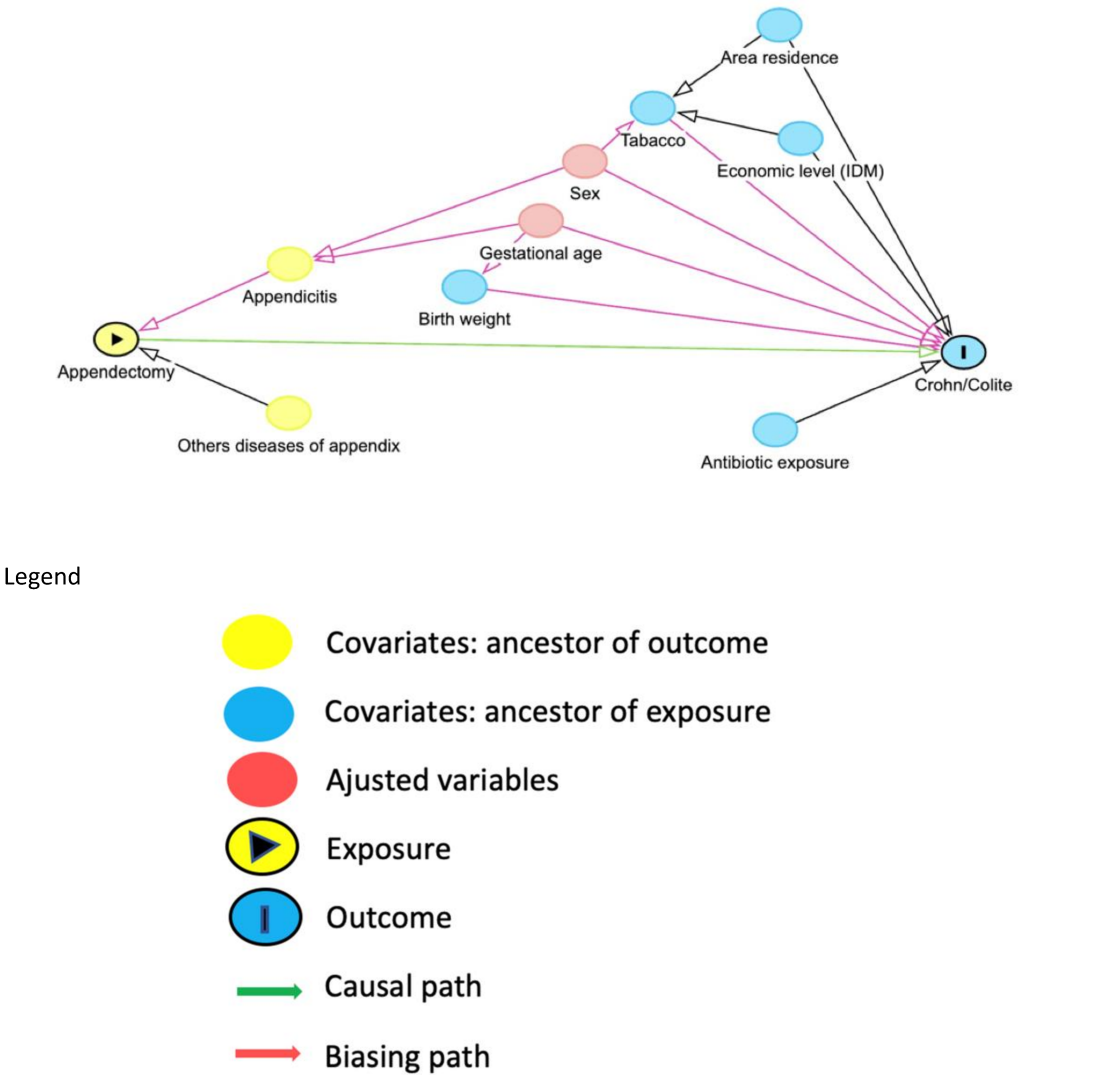 Area residence
Tabacco
Economic level (IDM)
Sex
Gestational age
Appendicitis
Birth weight
Appendectomy
Crohn/Colite
Others diseases of appendix
Antibiotic exposure
Legend
Covariates: ancestor of outcome
Covariates: ancestor of exposure
Ajusted variables
Exposure
Outcome
Causal path
Biasing path